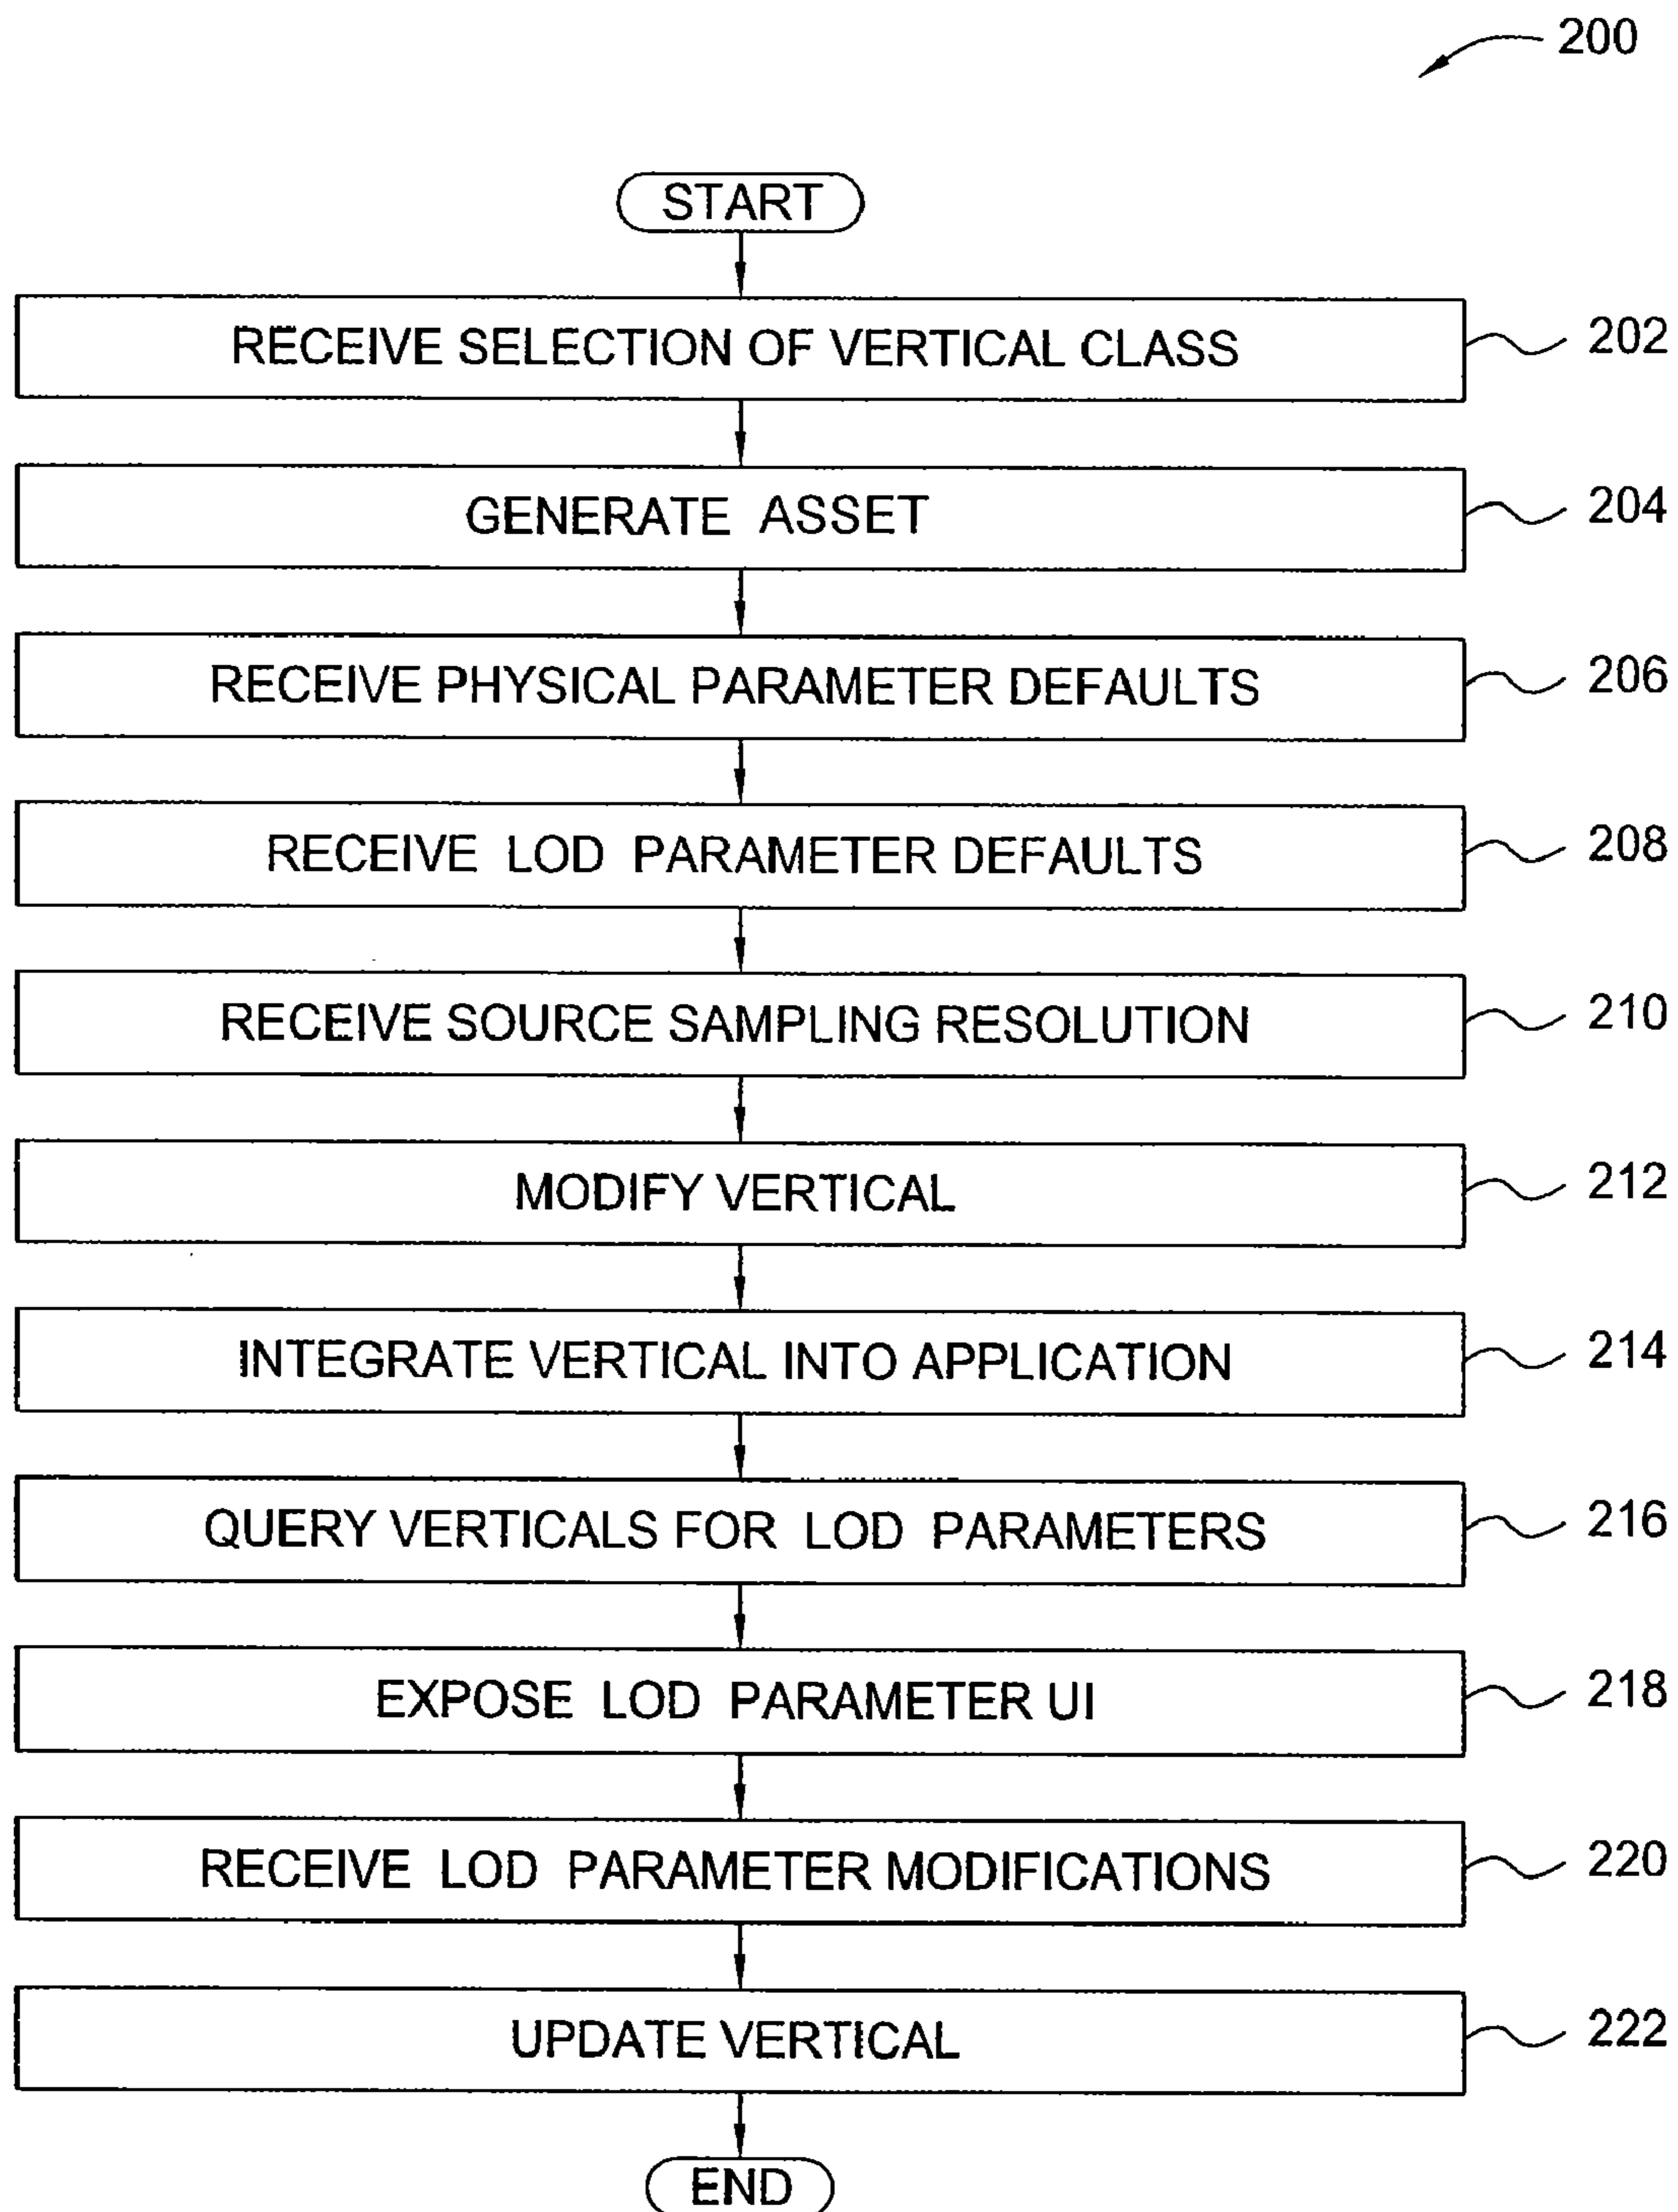 200
START
RECEIVE SELECTION OF VERTICAL CLASS 202
GENERATE ASSET 204
RECEIVE PHYSICAL PARAMETER DEFAULTS 206
RECEIVE LOD PARAMETER DEFAULTS 208
RECEIVE SOURCE SAMPLING RESOLUTION 210
MODIFY VERTICAL 212
INTEGRATE VERTICAL INTO APPLICATION 214
QUERY VERTICALS FOR LOD PARAMETERS 216
EXPOSE LOD PARAMETER UI 218
RECEIVE LOD PARAMETER MODIFICATIONS 220
UPDATE VERTICAL 222
END